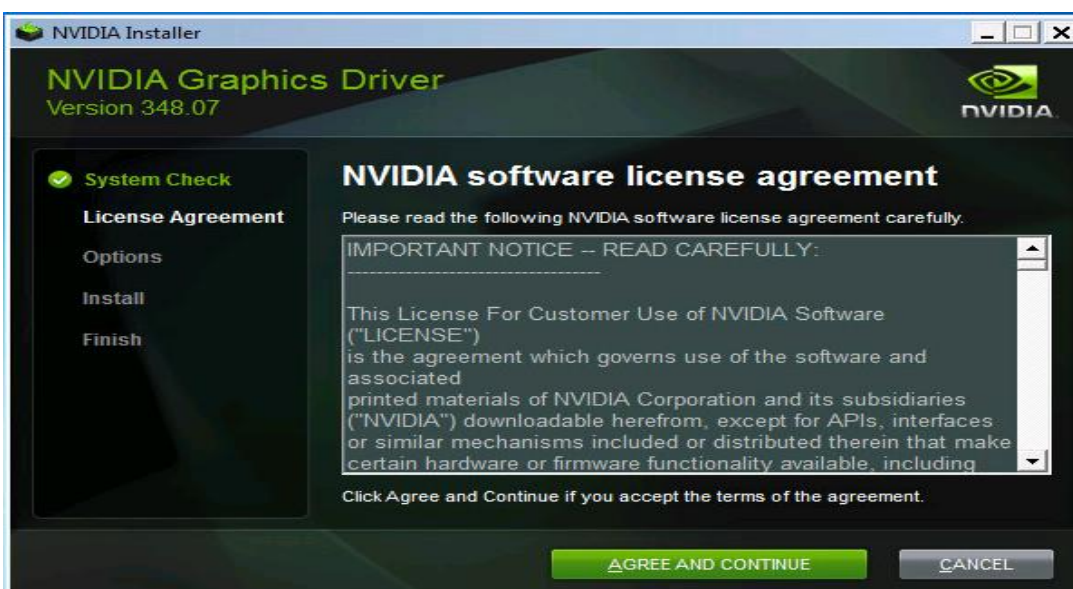 NVIDIA Installer
NVIDIA Graphics Driver
Version 348.07
NVIDIA.
System Check
License Agreement
Options
Install
Finish
NVIDIA software license agreement
Please read the following NVIDIA software license agreement carefully.
IMPORTANT NOTICE -- READ CAREFULLY:
-----------------------------------
This License For Customer Use of NVIDIA Software
("LICENSE")
is the agreement which governs use of the software and
associated
printed materials of NVIDIA Corporation and its subsidiaries
("NVIDIA") downloadable herefrom, except for APIs, interfaces
or similar mechanisms included or distributed therein that make
certain hardware or firmware functionality available, including
Click Agree and Continue if you accept the terms of the agreement.
AGREE AND CONTINUE
CANCEL